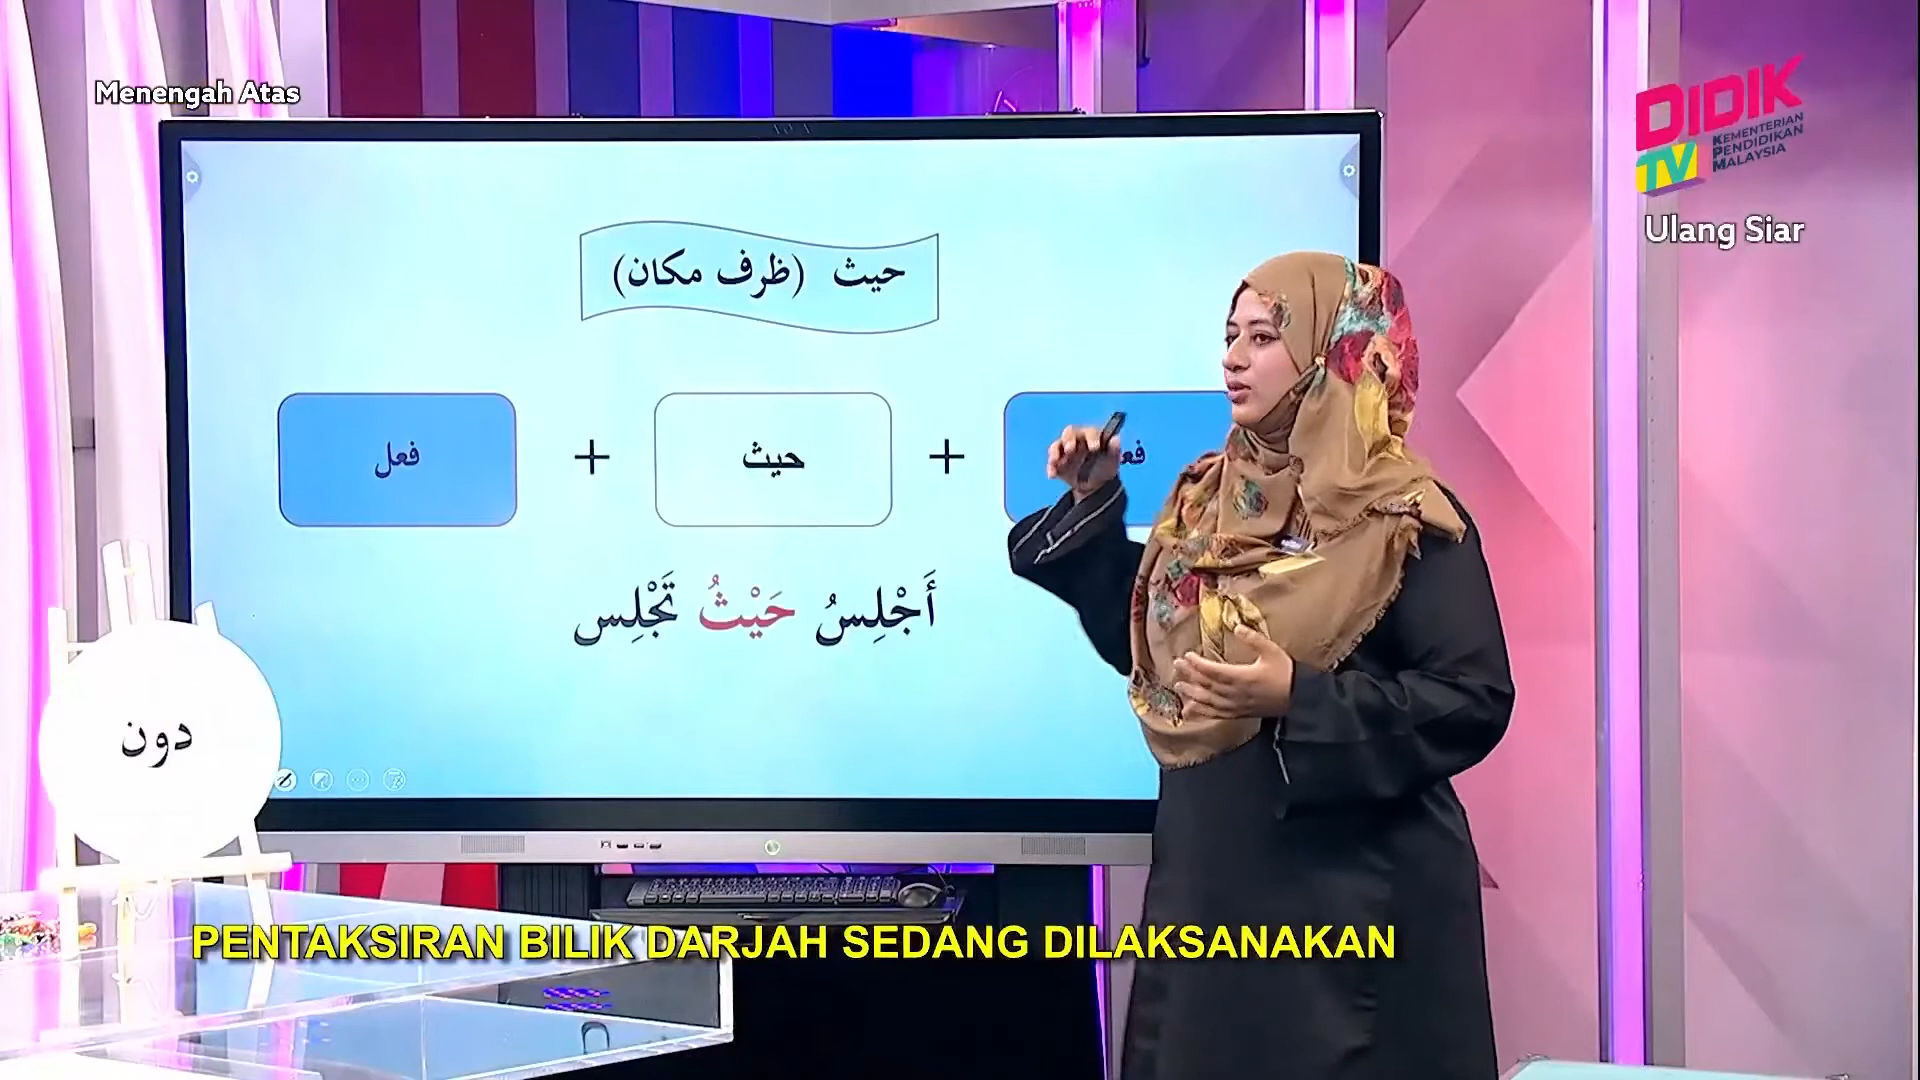 Menengah Atas
DIDIK
TV
KEMENTERIAN
PENDIDIKAN
MALAYSIA
Ulang Siar
حيث (ظرف مكان)
حيث + فعل
أَجْلِسُ حَيْثُ تَجْلِس
دون
PENTAKSIRAN BILIK DARJAH SEDANG DILAKSANAKAN